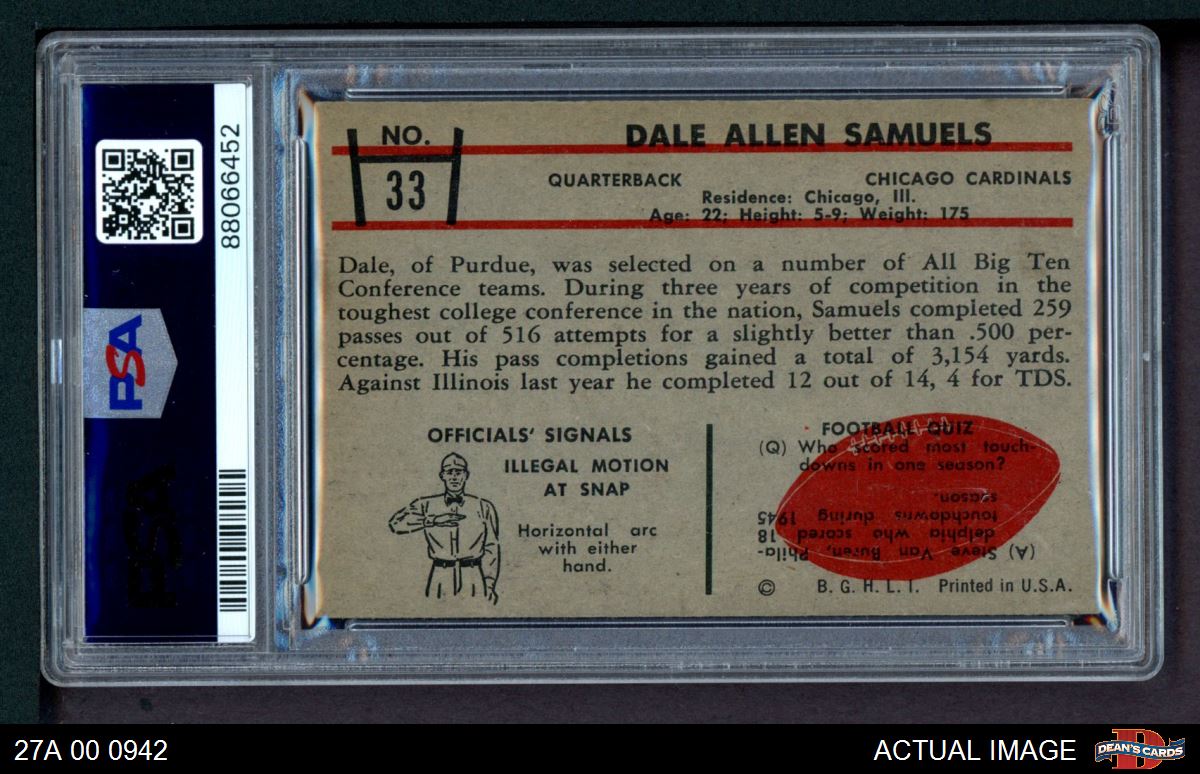 88066452
PSA
PSA
NO.
33
DALE ALLEN SAMUELS
QUARTERBACK
CHICAGO CARDINALS
Residence: Chicago, Ill.
Age: 22; Height: 5-9; Weight: 175
Dale, of Purdue, was selected on a number of All Big Ten
Conference teams. During three years of competition in the
toughest college conference in the nation, Samuels completed 259
passes out of 516 attempts for a slightly better than .500 per-
centage. His pass completions gained a total of 3,154 yards.
Against Illinois last year he completed 12 out of 14, 4 for TDS.
OFFICIALS' SIGNALS
ILLEGAL MOTION
AT SNAP
Horizontal arc
with either
hand.
FOOTBALL QUIZ
(Q) Who scored most touch-
downs in one season?
(A) Steve Van Buren, Phila-
delphia who scored 18
touchdowns during 1945
season.
© B. G. H. L. I. Printed in U.S.A.
27A 00 0942
ACTUAL IMAGE
DEAN'S CARDS